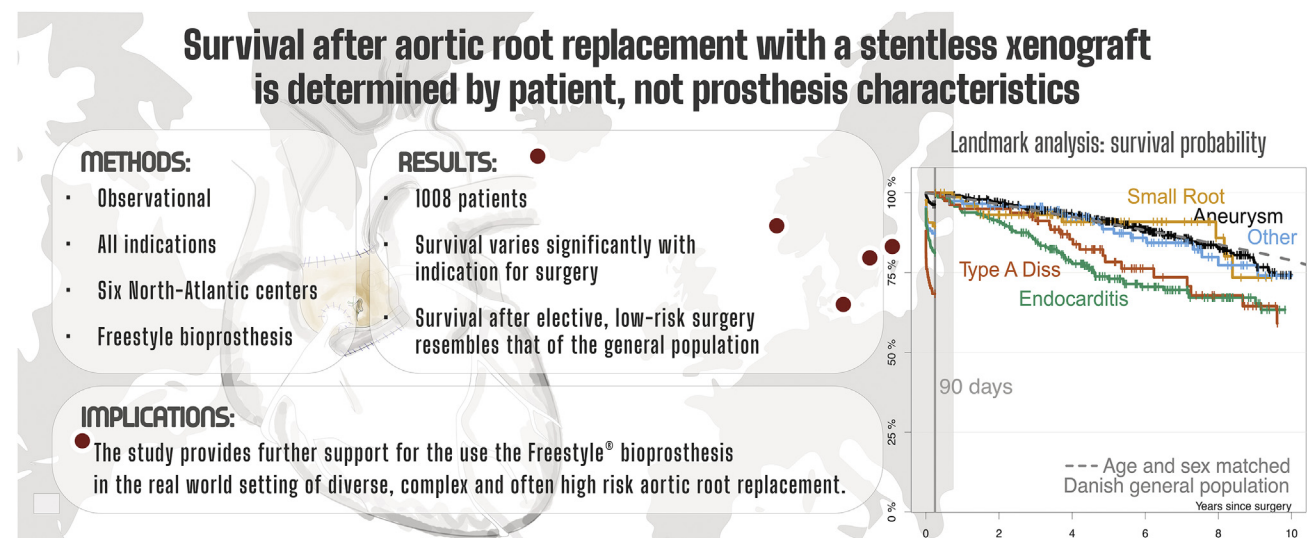 Survival after aortic root replacement with a stentless xenograft
is determined by patient, not prosthesis characteristics
METHODS:
· Observational
· All indications
· Six North-Atlantic centers
· Freestyle bioprosthesis
RESULTS:
· 1008 patients
· Survival varies significantly with
indication for surgery
· Survival after elective, low-risk surgery
resembles that of the general population
IMPLICATIONS:
The study provides further support for the use the Freestyle® bioprosthesis
in the real world setting of diverse, complex and often high risk aortic root replacement.
Landmark analysis: survival probability
100 %
75 %
50 %
25 %
0 %
Small Root
Aneurysm
Other
Type A Diss
Endocarditis
90 days
Age and sex matched
Danish general population
Years since surgery
0 2 4 6 8 10